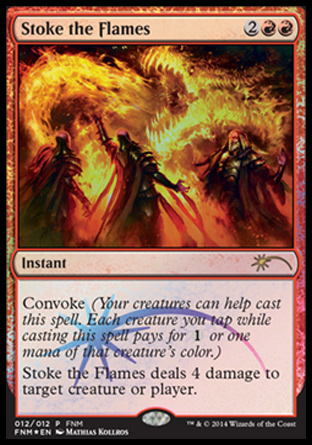 Stoke the Flames 2
Instant
Convoke (Your creatures can help cast
this spell. Each creature you tap while
casting this spell pays for 1 or one
mana of that creature's color.)
Stoke the Flames deals 4 damage to
target creature or player.
012/012 P FNM
FNM ★ EN Mathias Kollros
™ & © 2014 Wizards of the Coast